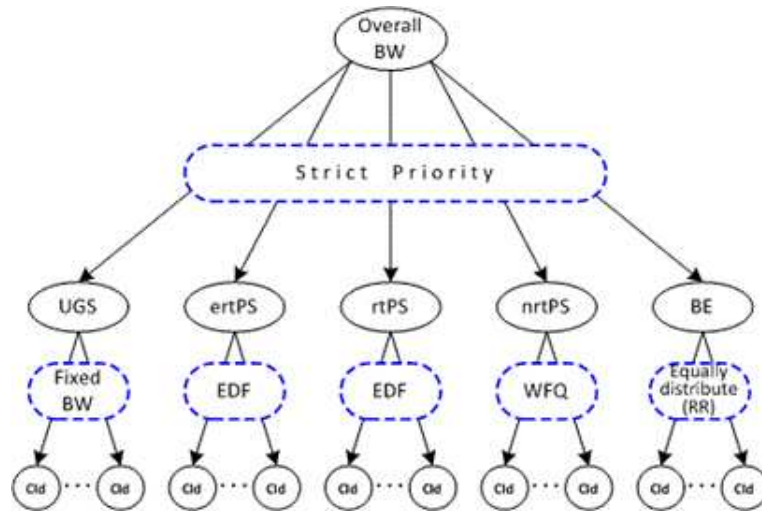 Overall
BW
Strict Priority
UGS
ertPS
rtPS
nrtPS
BE
Fixed
BW
EDF
EDF
WFQ
Equally
distribute
(RR)
CId ··· CId
CId ··· CId
CId ··· CId
CId ··· CId
CId ··· CId